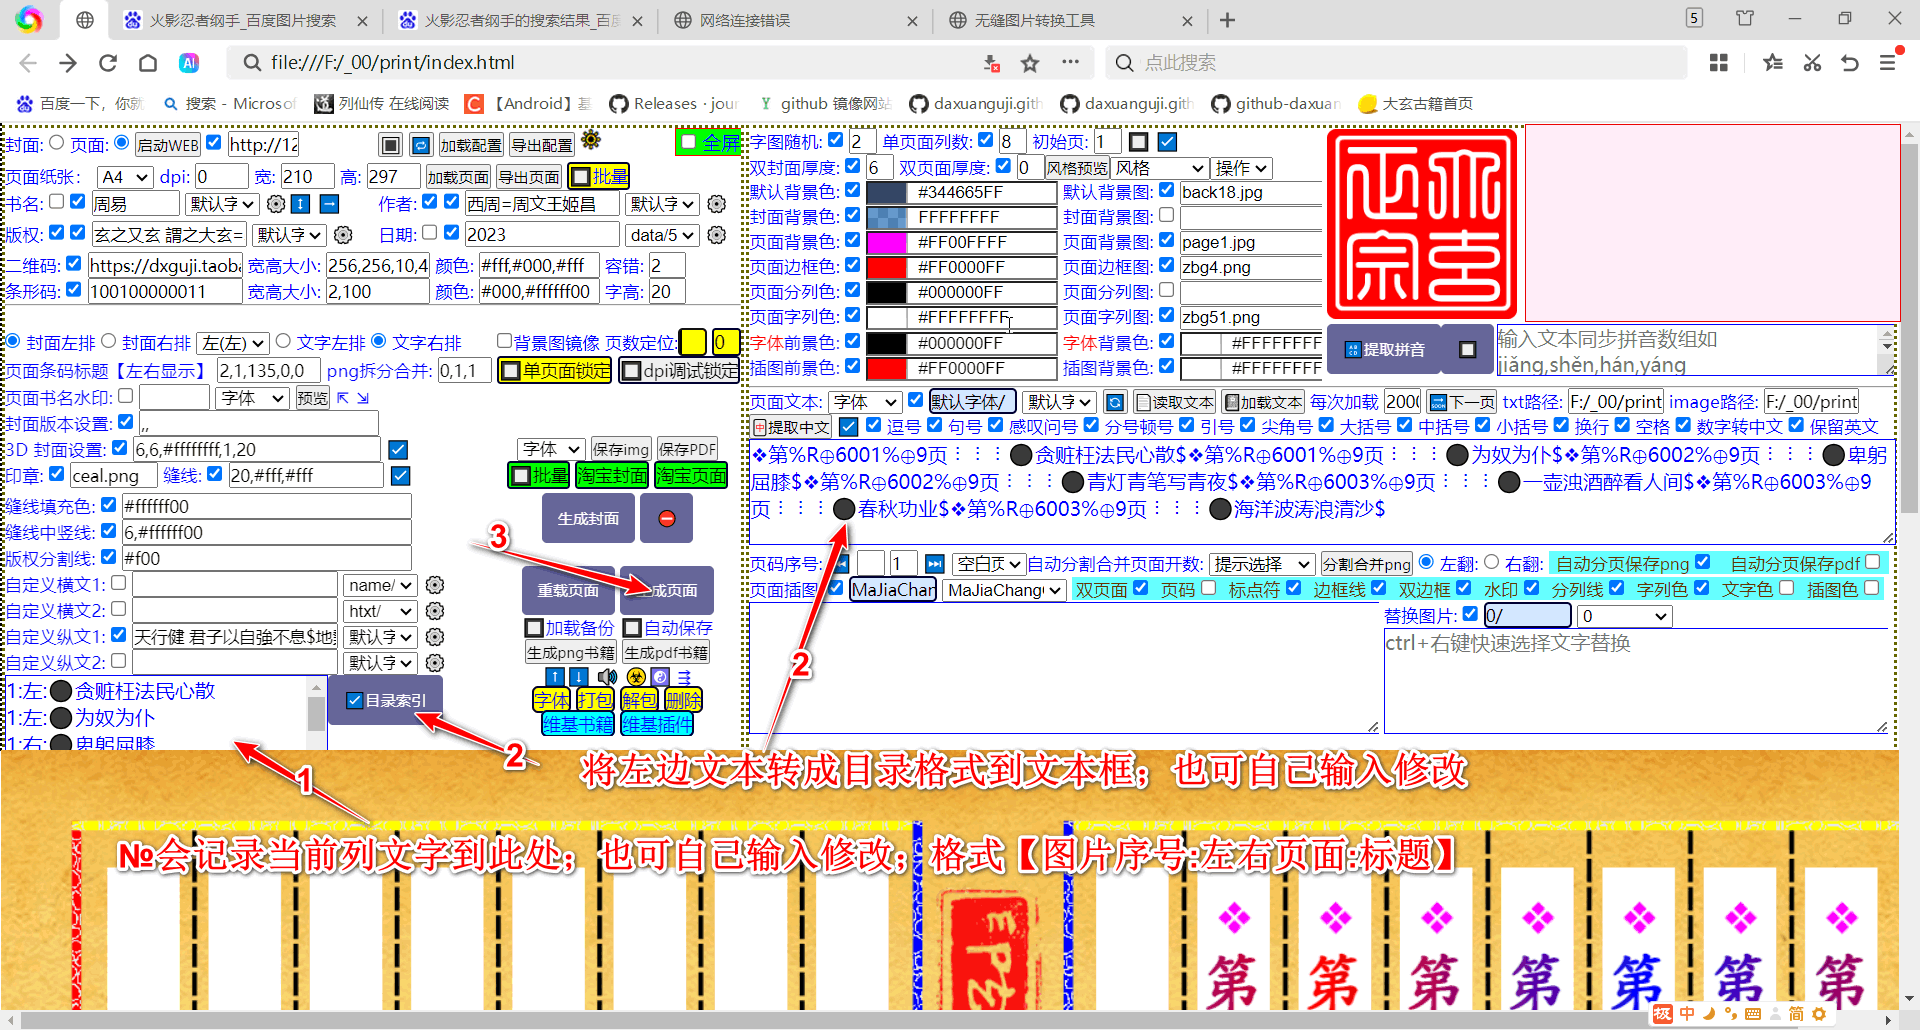 火影忍者纲手_百度图片搜索
火影忍者纲手的搜索结果_百度
网络连接错误
无缝图片转换工具
5
AI
file:///F:/_00/print/index.html
点此搜索
百度一下，你就
搜索 - Microsof
列仙传 在线阅读
【Android】基
Releases · jour
github 镜像网站
daxuanguji.gith
daxuanguji.gith
github-daxuan
大玄古籍首页
封面: 页面: 启动WEB http://12 加载配置 导出配置 全屏
页面纸张: A4 dpi: 0 宽: 210 高: 297 加载页面 导出页面 批量
书名: 周易 默认字 作者: 西周=周文王姬昌 默认字
版权: 玄之又玄 謂之大玄= 默认字 日期: 2023 data/5
二维码: https://dxguji.taoba 宽高大小: 256,256,10,4 颜色: #fff,#000,#fff 容错: 2
条形码: 100100000011 宽高大小: 2,100 颜色: #000,#ffffff00 字高: 20
封面左排 封面右排 左(左) 文字左排 文字右排 背景图镜像 页数定位: 0
页面条码标题【左右显示】 2,1,135,0,0 png拆分合并: 0,1,1 单页面锁定 dpi调试锁定
页面书名水印: 字体 预览
封面版本设置: ,,
3D 封面设置: 6,6,#ffffffff,1,20 字体 保存img 保存PDF
印章: ceal.png 缝线: 20,#fff,#fff 批量 淘宝封面 淘宝页面
缝线填充色: #ffffff00 生成封面
缝线中竖线: 6,#ffffff00
版权分割线: #f00
自定义横文1: name/ 重载页面 成页面
自定义横文2: htxt/ 加载备份 自动保存
自定义纵文1: 天行健 君子以自強不息$地 默认字 生成png书籍 生成pdf书籍
自定义纵文2: 默认字
1:左:⚫贪赃枉法民心散 目录索引 字体 打包 解包 删除
1:左:⚫为奴为仆 维基书籍 维基插件
1:右:⚫卑躬屈膝
字图随机: 2 单页面列数: 8 初始页: 1
双封面厚度: 6 双页面厚度: 0 风格预览 风格 操作
默认背景色: #344665FF 默认背景图: back18.jpg
封面背景色: FFFFFFFF 封面背景图:
页面背景色: #FF00FFFF 页面背景图: page1.jpg
页面边框色: #FF0000FF 页面边框图: zbg4.png
页面分列色: #000000FF 页面分列图:
页面字列色: #FFFFFFFF 页面字列图: zbg51.png
字体前景色: #000000FF 字体背景色: #FFFFFFFF
插图前景色: #FF0000FF 插图背景色: #FFFFFFFF
提取拼音
输入文本同步拼音数组如
jiǎng,shěn,hán,yáng
页面文本: 字体 默认字体/ 默认字 读取文本 加载文本 每次加载 2000 下一页 txt路径: F:/_00/print image路径: F:/_00/print
提取中文 逗号 句号 感叹问号 分号顿号 引号 尖角号 大括号 中括号 小括号 换行 空格 数字转中文 保留英文
❖第%R⊕6001%⊕9页⋮⋮⋮⚫贪赃枉法民心散$❖第%R⊕6001%⊕9页⋮⋮⋮⚫为奴为仆$❖第%R⊕6002%⊕9页⋮⋮⋮⚫卑躬
屈膝$❖第%R⊕6002%⊕9页⋮⋮⋮⚫青灯青笔写青夜$❖第%R⊕6003%⊕9页⋮⋮⋮⚫一壶浊酒醉看人间$❖第%R⊕6003%⊕9
页⋮⋮⋮⚫春秋功业$❖第%R⊕6003%⊕9页⋮⋮⋮⚫海洋波涛浪清沙$
页码序号: 1 空白页 自动分割合并页面开数: 提示选择 分割合并png 左翻: 右翻: 自动分页保存png 自动分页保存pdf
页面插图: MaJiaChan MaJiaChang 双页面 页码 标点符 边框线 双边框 水印 分列线 字列色 文字色 插图色
替换图片: 0/ 0
ctrl+右键快速选择文字替换
1
2
2
3
将左边文本转成目录格式到文本框；也可自己输入修改
№会记录当前列文字到此处；也可自己输入修改；格式【图片序号:左右页面:标题】
❖ ❖ ❖ ❖ ❖ ❖ ❖
第 第 第 第 第 第 第
中 简